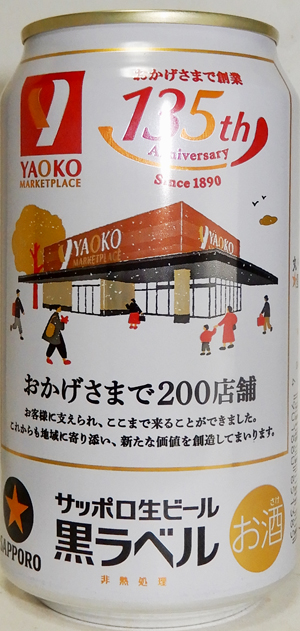 おかげさまで創業
135th
Anniversary
Since 1890
YAOKO
MARKETPLACE
YAOKO
MARKETPLACE
YAOKO
おかげさまで200店舗
お客様に支えられ、ここまで来ることができました。
これからも地域に寄り添い、新たな価値を創造してまいります。
サッポロ生ビール
黒ラベル
非熱処理
SAPPORO
さけ
お酒